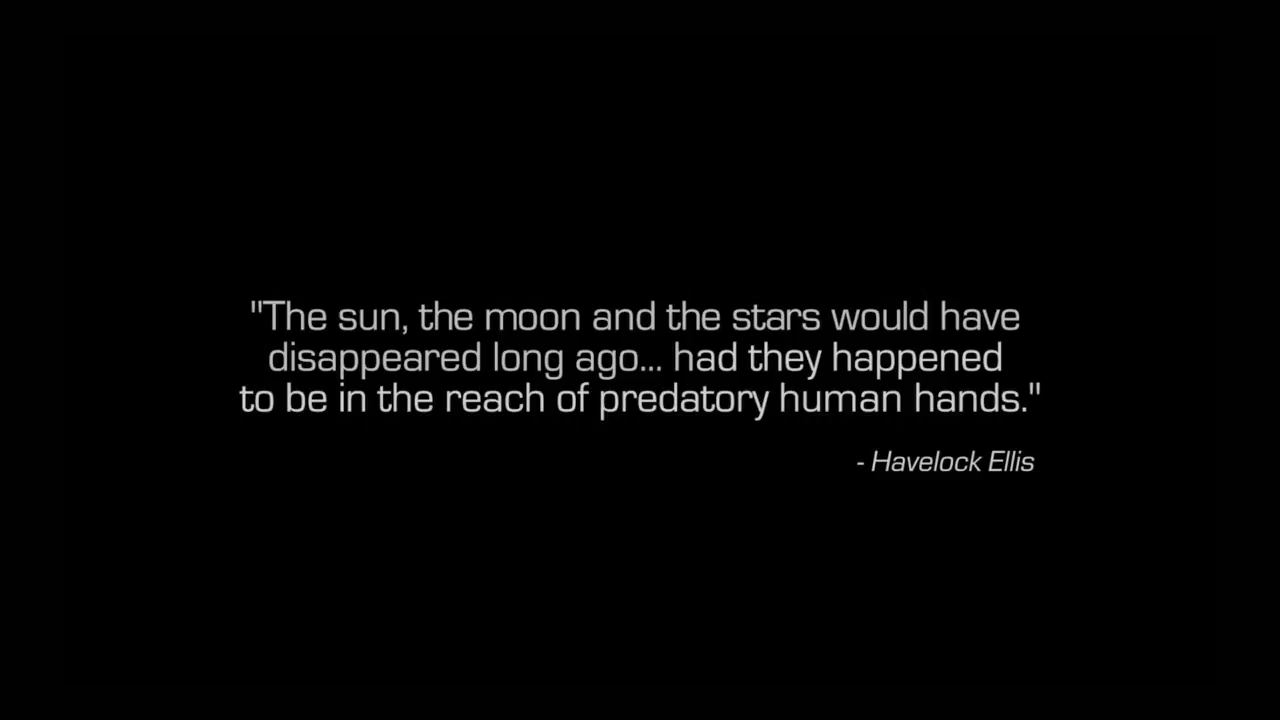 "The sun, the moon and the stars would have
disappeared long ago... had they happened
to be in the reach of predatory human hands."
- Havelock Ellis